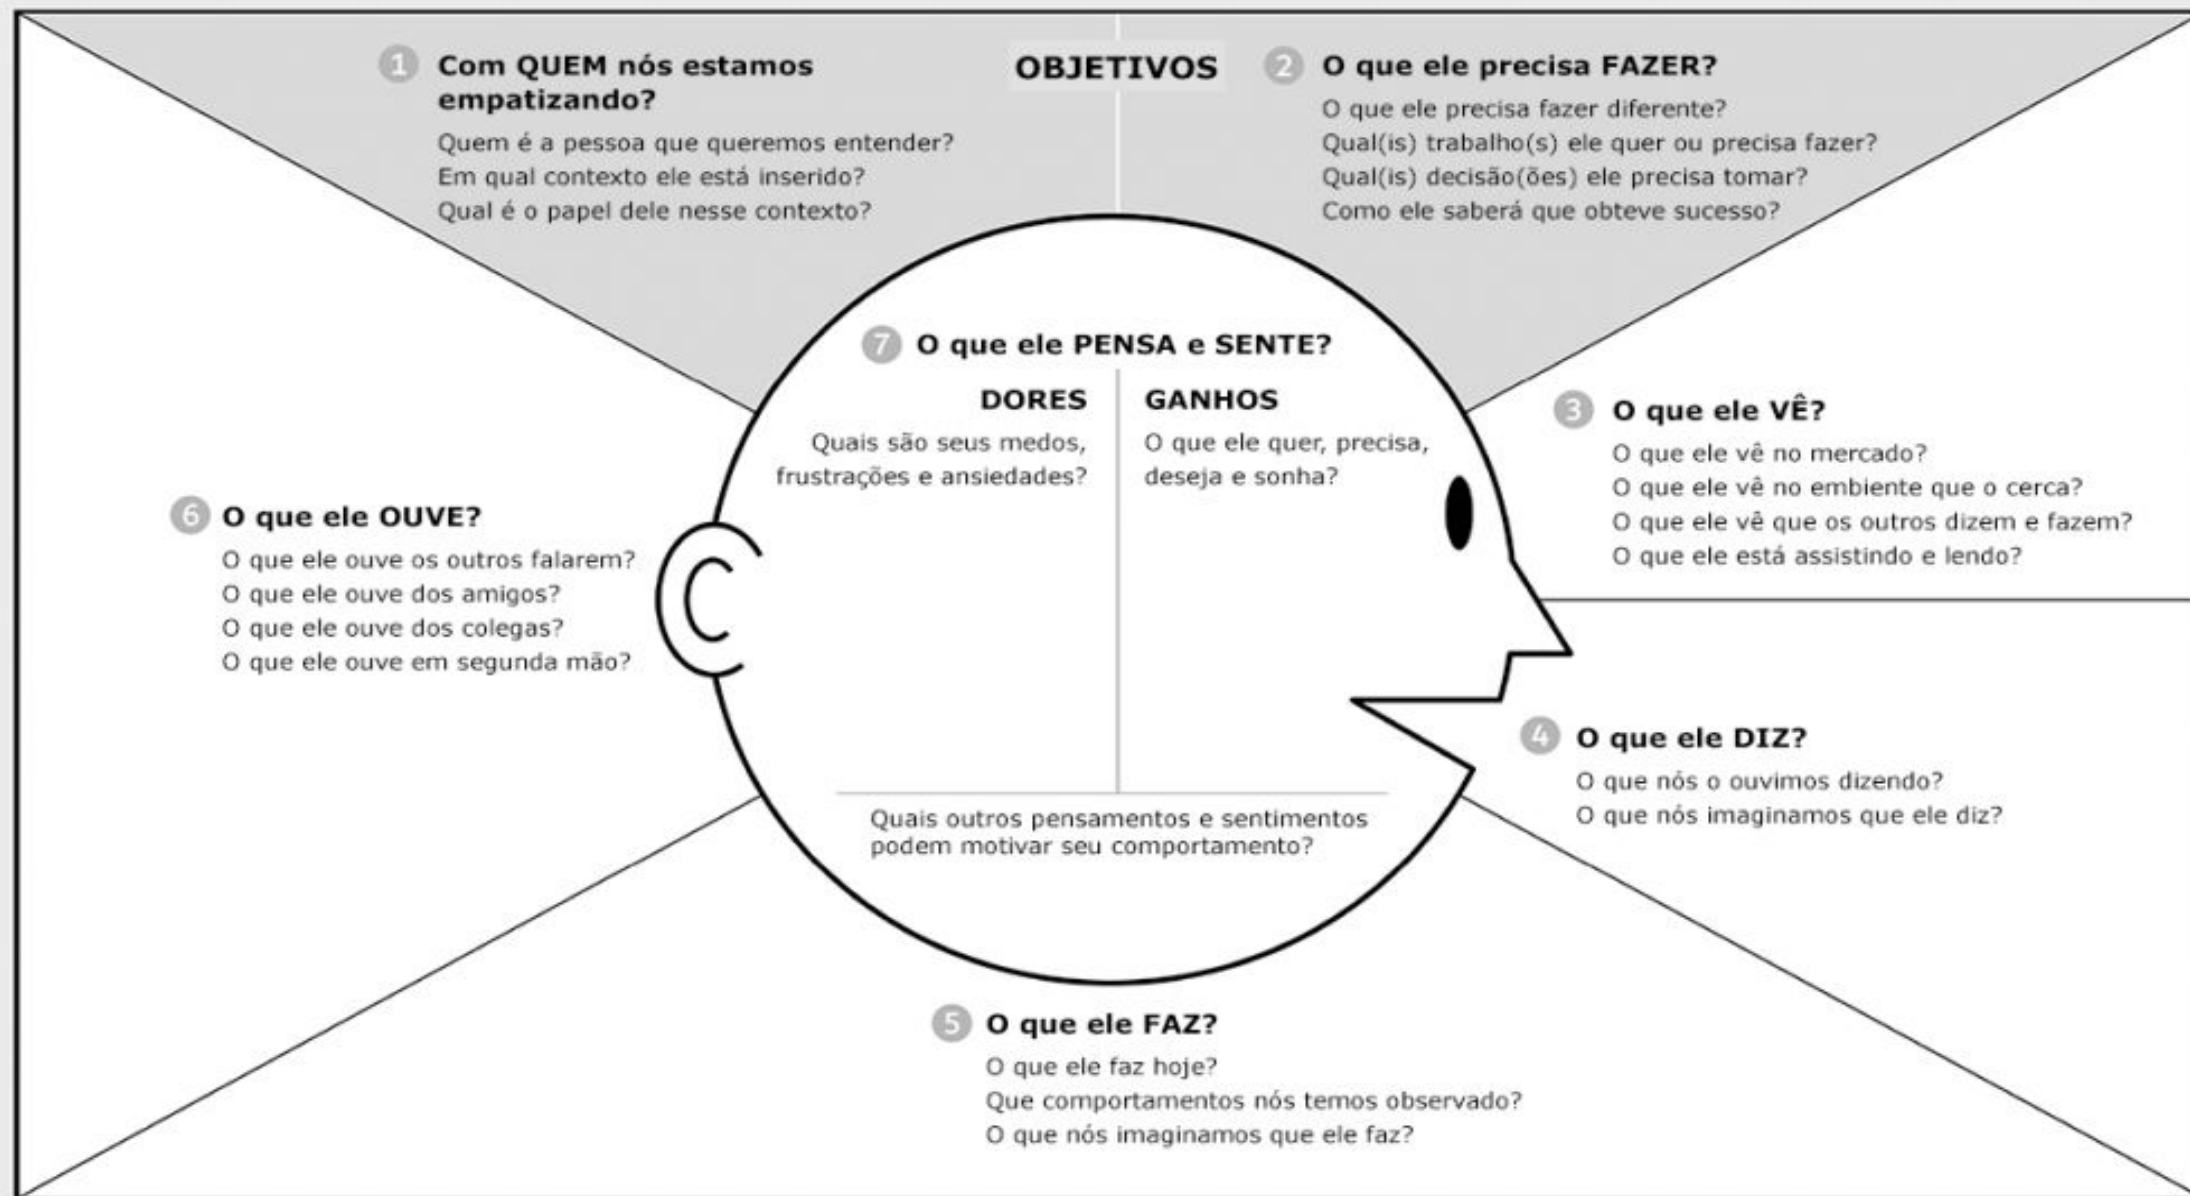 OBJETIVOS
1 Com QUEM nós estamos
empatizando?
Quem é a pessoa que queremos entender?
Em qual contexto ele está inserido?
Qual é o papel dele nesse contexto?
2 O que ele precisa FAZER?
O que ele precisa fazer diferente?
Qual(is) trabalho(s) ele quer ou precisa fazer?
Qual(is) decisão(ões) ele precisa tomar?
Como ele saberá que obteve sucesso?
3 O que ele VÊ?
O que ele vê no mercado?
O que ele vê no embiente que o cerca?
O que ele vê que os outros dizem e fazem?
O que ele está assistindo e lendo?
4 O que ele DIZ?
O que nós o ouvimos dizendo?
O que nós imaginamos que ele diz?
5 O que ele FAZ?
O que ele faz hoje?
Que comportamentos nós temos observado?
O que nós imaginamos que ele faz?
6 O que ele OUVE?
O que ele ouve os outros falarem?
O que ele ouve dos amigos?
O que ele ouve dos colegas?
O que ele ouve em segunda mão?
7 O que ele PENSA e SENTE?
DORES
Quais são seus medos,
frustrações e ansiedades?
GANHOS
O que ele quer, precisa,
deseja e sonha?
Quais outros pensamentos e sentimentos
podem motivar seu comportamento?